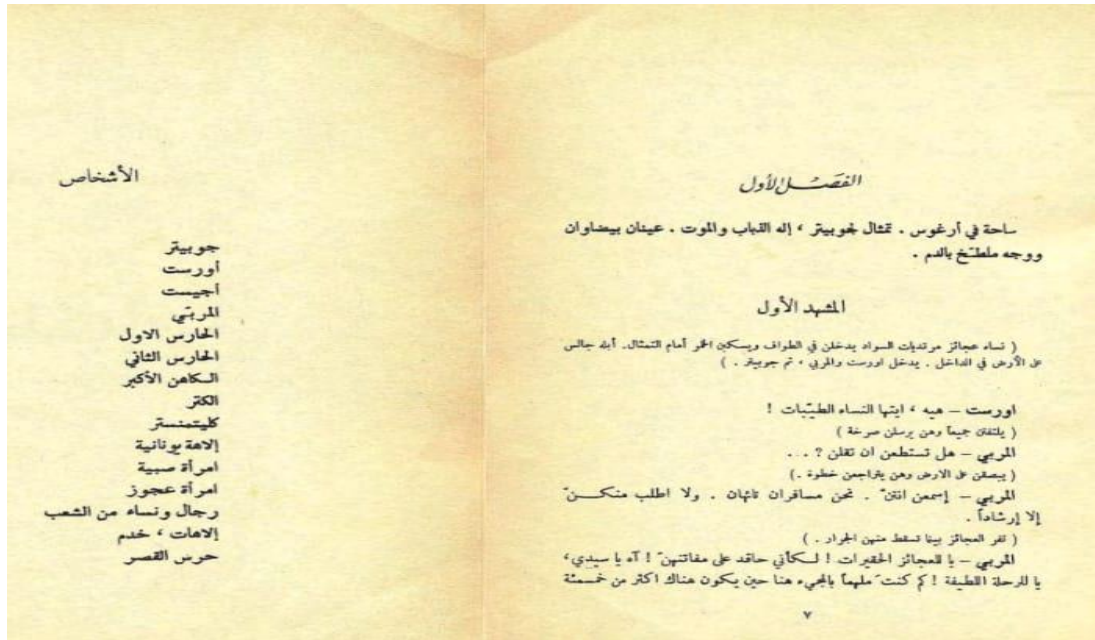 الأشخاص
جوبيتر
أورست
أجيست
المربّي
الحارس الاول
الحارس الثاني
الكاهن الأكبر
الكتر
كليتمنستر
إلاهة يونانية
امرأة صبية
امرأة عجوز
رجال ونساء من الشعب
إلاهات ، خدم
حرس القصر
الفصل الأول
ساحة في أرغوس . تمثال لجوبيتر ، إله الذباب والموت . عينان بيضاوان
ووجه ملطّخ بالدم .
المشهد الأول
( نساء عجائز مرتديات السواد يدخلن في الطواف ويسكبن الخمر أمام التمثال. أبله جالس
على الأرض في الداخل . يدخل اورست والمربي ، ثم جوبيتر . )
اورست – هيه ، ايتها النساء الطيّبات !
( يلتفتن جميعاً وهن يرسلن صرخة )
المربي – هل تستطعن ان تقلن ? . . .
( يبصقن على الارض وهن يتراجعن خطوة . )
المربي – إسمعن انتنّ . نحن مسافران تائهان . ولا اطلب منكنّ
إلا إرشاداً .
( تفر العجائز بينا تسقط منهن الجرار . )
المربي – يا للعجائز الحقيرات ! لكأني حاقد على مفاتنهنّ ! آه يا سيدي،
يا للرحلة اللطيفة ! كم كنتَ ملهماً بالمجيء هنا حين يكون هناك اكثر من خمسمئة
٧